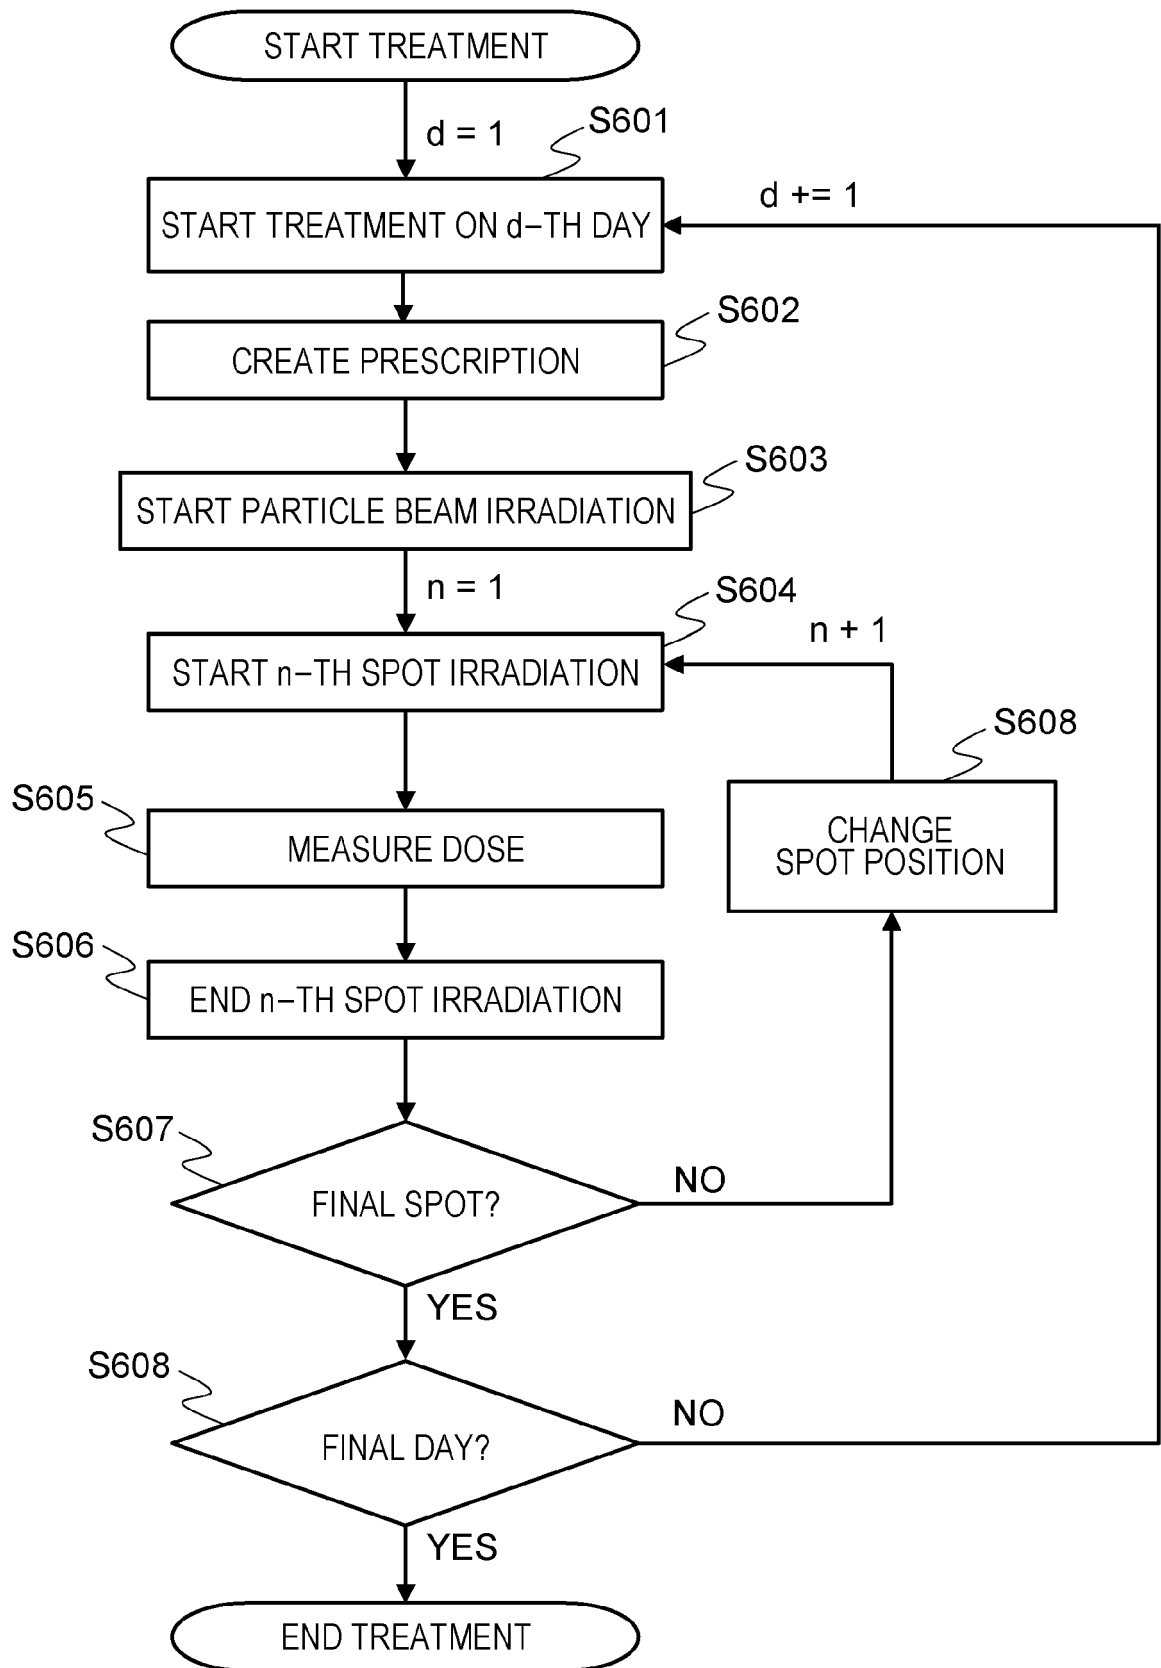 START TREATMENT
d = 1
S601
d += 1
START TREATMENT ON d-TH DAY
S602
CREATE PRESCRIPTION
S603
START PARTICLE BEAM IRRADIATION
n = 1
S604
n + 1
START n-TH SPOT IRRADIATION
S608
S605
MEASURE DOSE
CHANGE
SPOT POSITION
S606
END n-TH SPOT IRRADIATION
S607
FINAL SPOT?
NO
YES
S608
FINAL DAY?
NO
YES
END TREATMENT